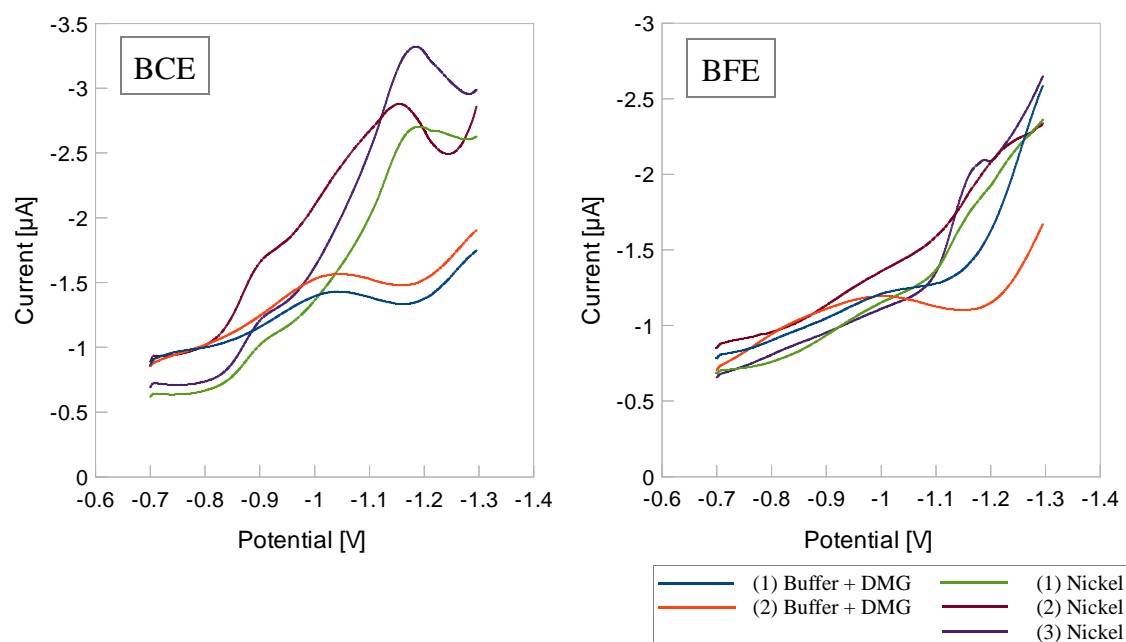 BCE
-3.5
-3
-2.5
-2
-1.5
-1
-0.5
0
-0.6 -0.7 -0.8 -0.9 -1 -1.1 -1.2 -1.3 -1.4
Current [µA]
Potential [V]
BFE
-3
-2.5
-2
-1.5
-1
-0.5
0
-0.6 -0.7 -0.8 -0.9 -1 -1.1 -1.2 -1.3 -1.4
Current [µA]
Potential [V]
(1) Buffer + DMG (1) Nickel
(2) Buffer + DMG (2) Nickel
(3) Nickel